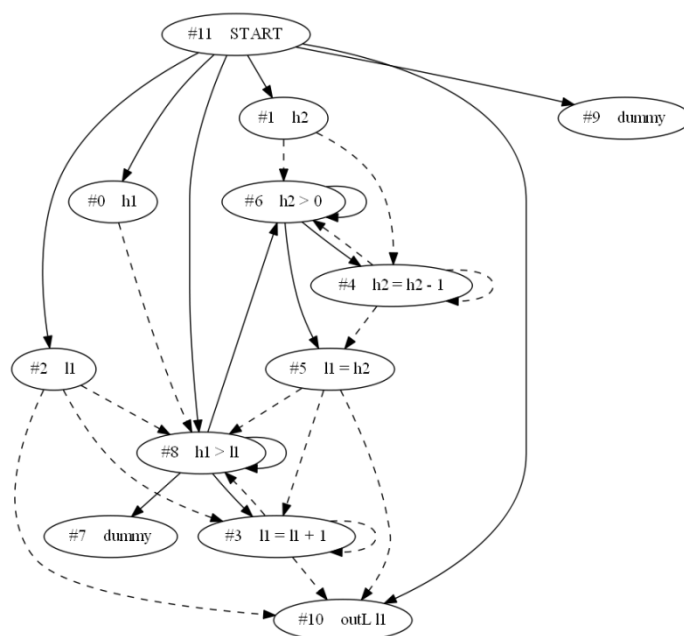 #11 START
#1 h2
#9 dummy
#0 h1
#6 h2 > 0
#4 h2 = h2 - 1
#2 l1
#5 l1 = h2
#8 h1 > l1
#7 dummy
#3 l1 = l1 + 1
#10 outL l1